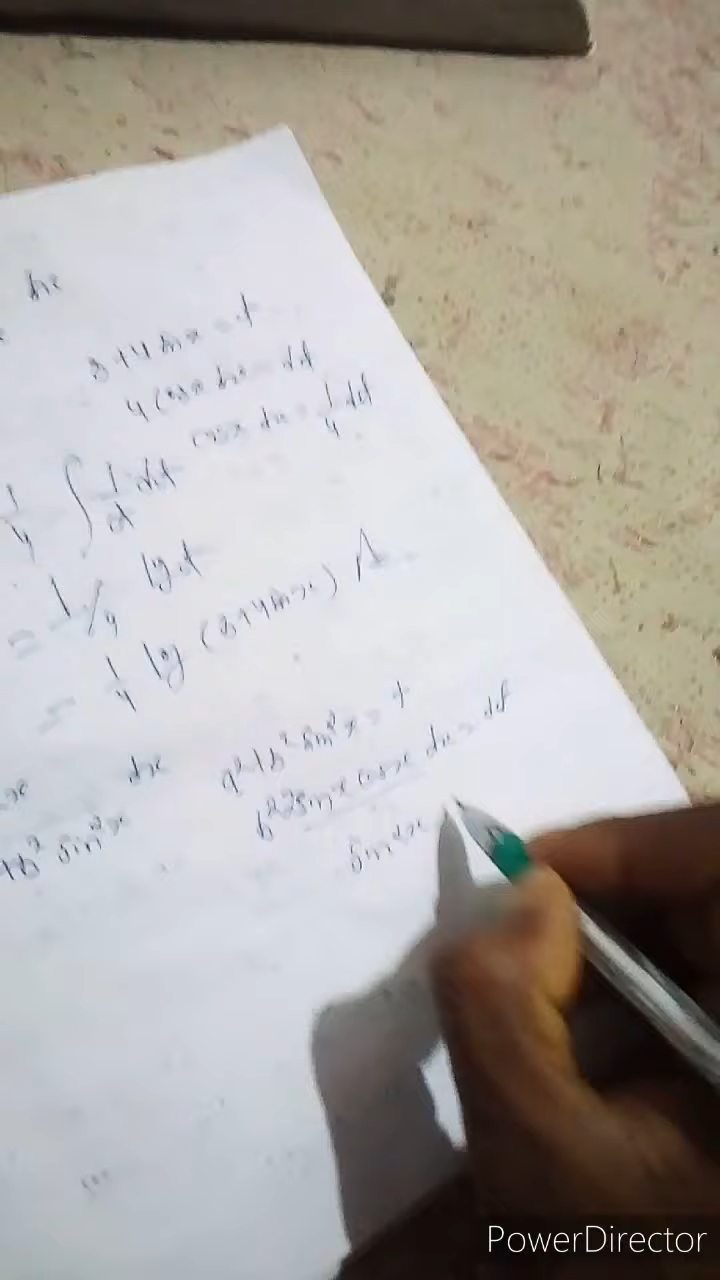 dx
3+4 sin x = t
4 cos x dx = dt
cos x dx = 1/4 dt
1/4 ∫ 1/t dt
= 1/4 log t
= 1/4 log (3+4 sin x)
dx
a²+b² sin²x = t
+b² sin²x
b² 2 sin x cos x dx = dt
sin 2x
PowerDirector